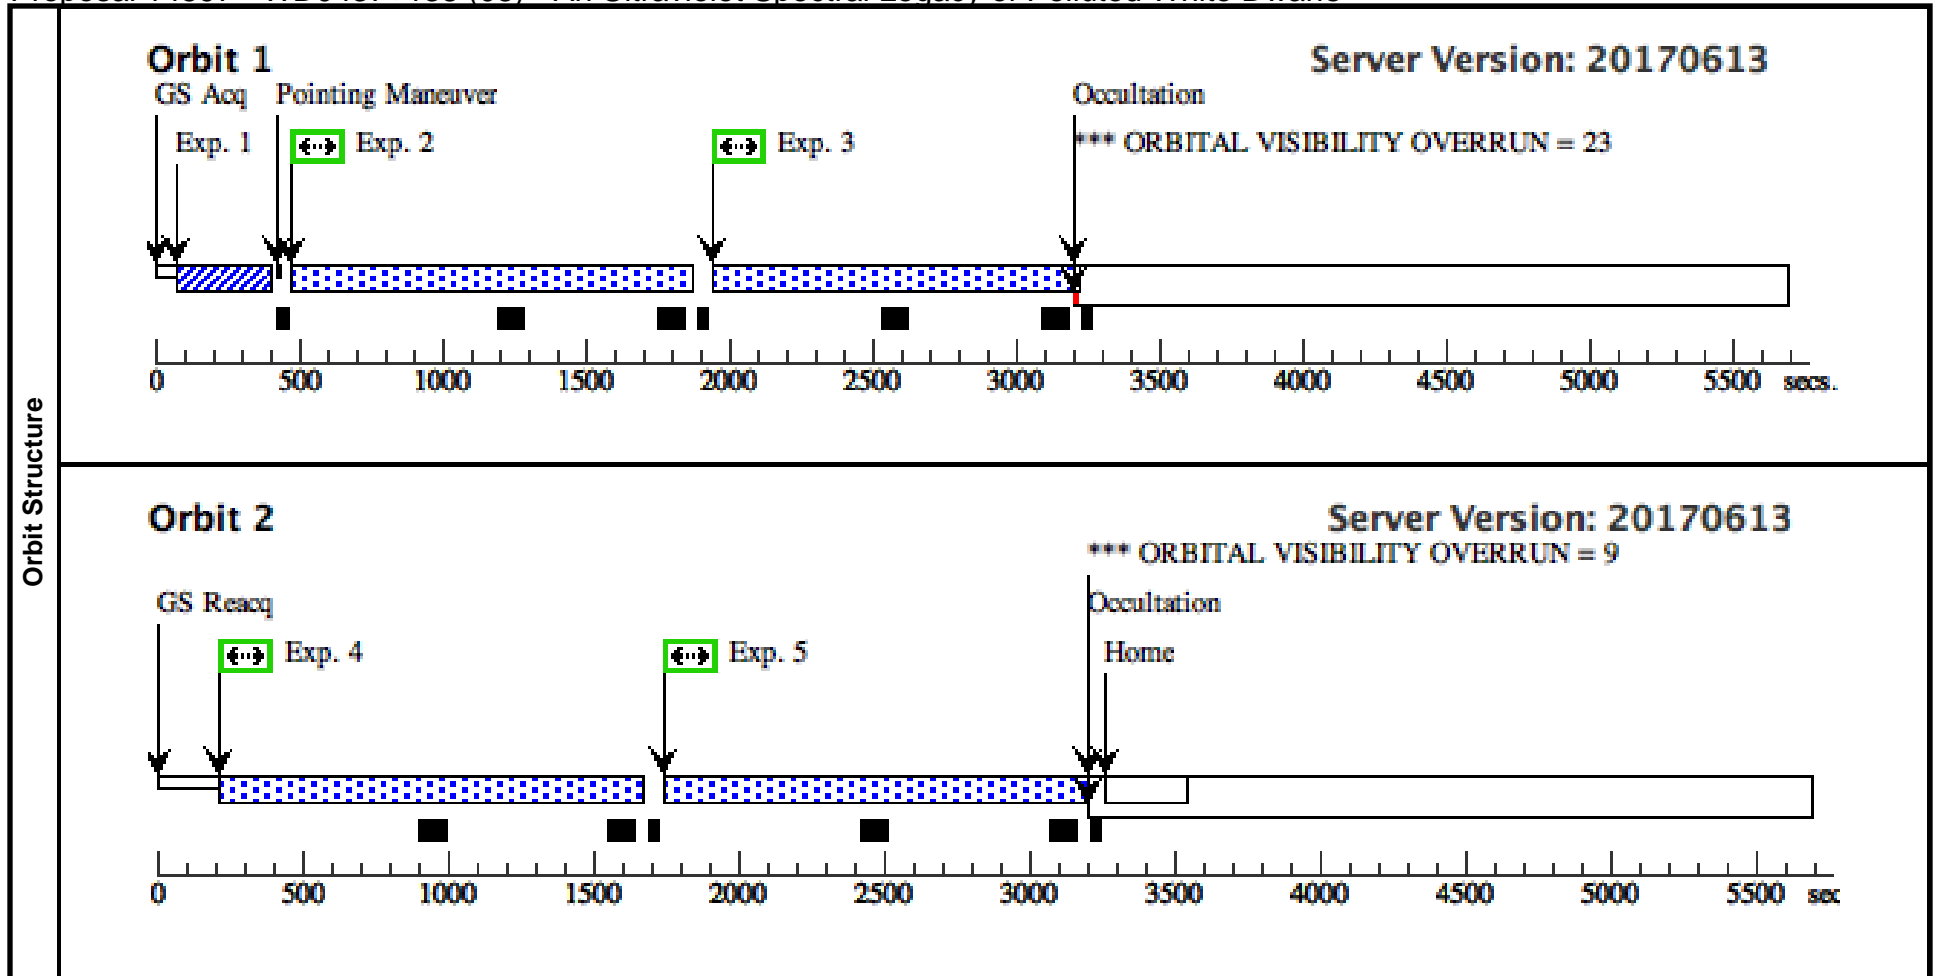 Orbit 1
Server Version: 20170613
GS Acq Pointing Maneuver
Occultation
Exp. 1
Exp. 2
Exp. 3
*** ORBITAL VISIBILITY OVERRUN = 23
0 500 1000 1500 2000 2500 3000 3500 4000 4500 5000 5500 secs.
Orbit Structure
Orbit 2
Server Version: 20170613
*** ORBITAL VISIBILITY OVERRUN = 9
GS Reacq
Occultation
Exp. 4
Exp. 5
Home
0 500 1000 1500 2000 2500 3000 3500 4000 4500 5000 5500 sec